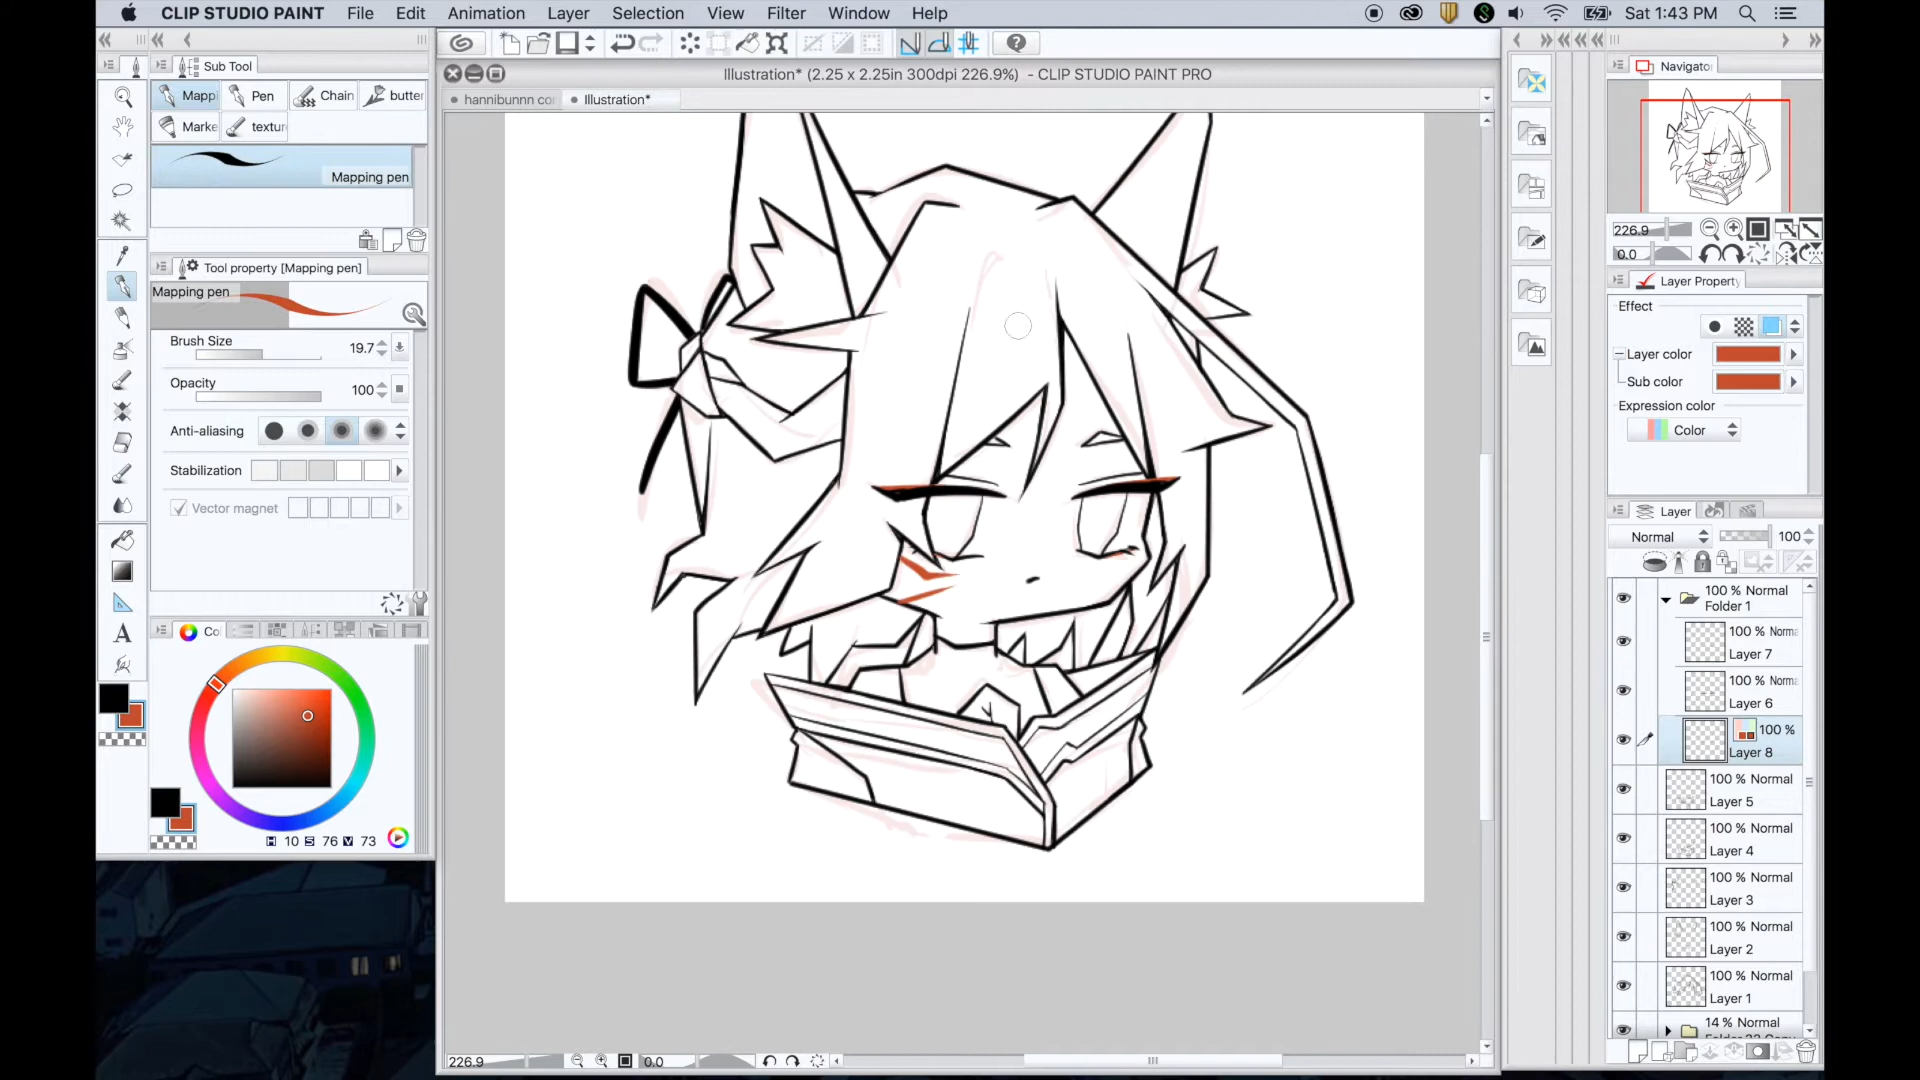 CLIP STUDIO PAINT File Edit Animation Layer Selection View Filter Window Help Sat 1:43 PM
Illustration* (2.25 x 2.25in 300dpi 226.9%) - CLIP STUDIO PAINT PRO
hannibunnn co Illustration*
Sub Tool
Mappi Pen Chain butter
Marke textur
Mapping pen
Tool property [Mapping pen]
Mapping pen
Brush Size 19.7
Opacity 100
Anti-aliasing
Stabilization
Vector magnet
Co
H 10 S 76 V 73
226.9 0.0
Navigator
226.9
0.0
Layer Property
Effect
Layer color
Sub color
Expression color
Color
Layer
Normal 100
100 % Normal
Folder 1
100 % Norma
Layer 7
100 % Norma
Layer 6
100 %
Layer 8
100 % Normal
Layer 5
100 % Normal
Layer 4
100 % Normal
Layer 3
100 % Normal
Layer 2
100 % Normal
Layer 1
14 % Normal